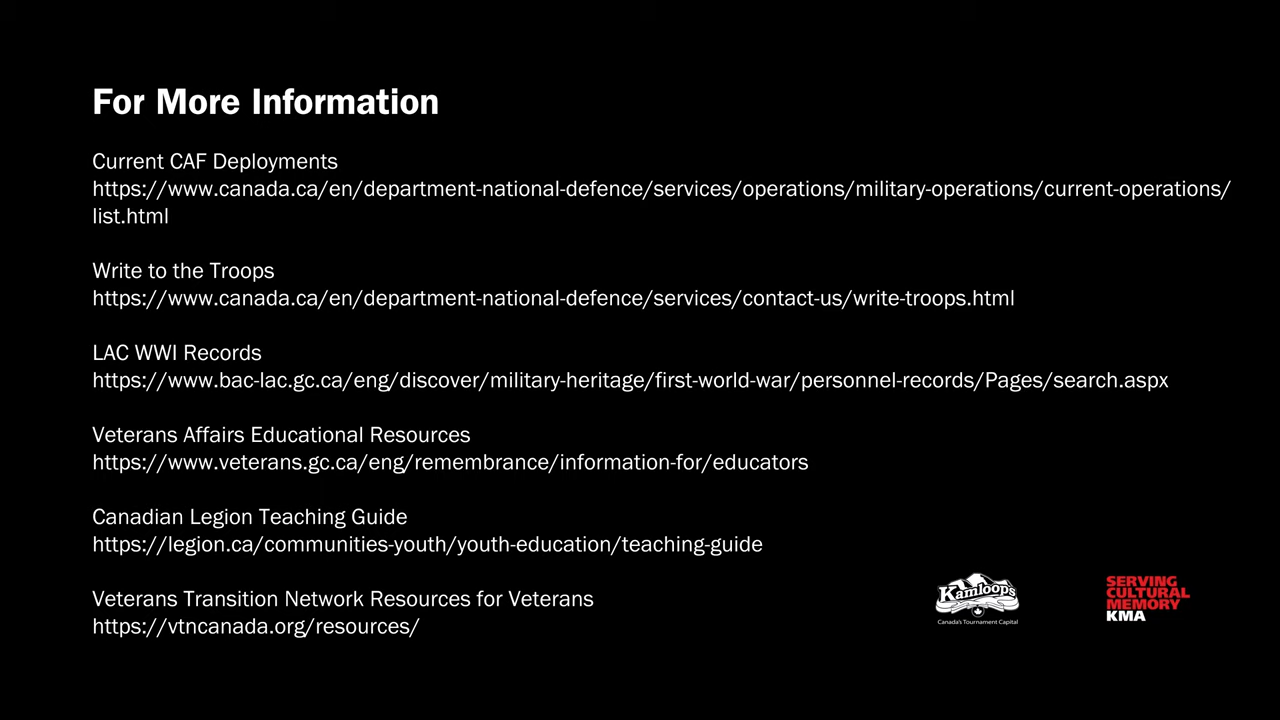 For More Information
Current CAF Deployments
https://www.canada.ca/en/department-national-defence/services/operations/military-operations/current-operations/
list.html
Write to the Troops
https://www.canada.ca/en/department-national-defence/services/contact-us/write-troops.html
LAC WWI Records
https://www.bac-lac.gc.ca/eng/discover/military-heritage/first-world-war/personnel-records/Pages/search.aspx
Veterans Affairs Educational Resources
https://www.veterans.gc.ca/eng/remembrance/information-for/educators
Canadian Legion Teaching Guide
https://legion.ca/communities-youth/youth-education/teaching-guide
Veterans Transition Network Resources for Veterans
https://vtncanada.org/resources/
Kamloops
Canada's Tournament Capital
SERVING
CULTURAL
MEMORY
KMA